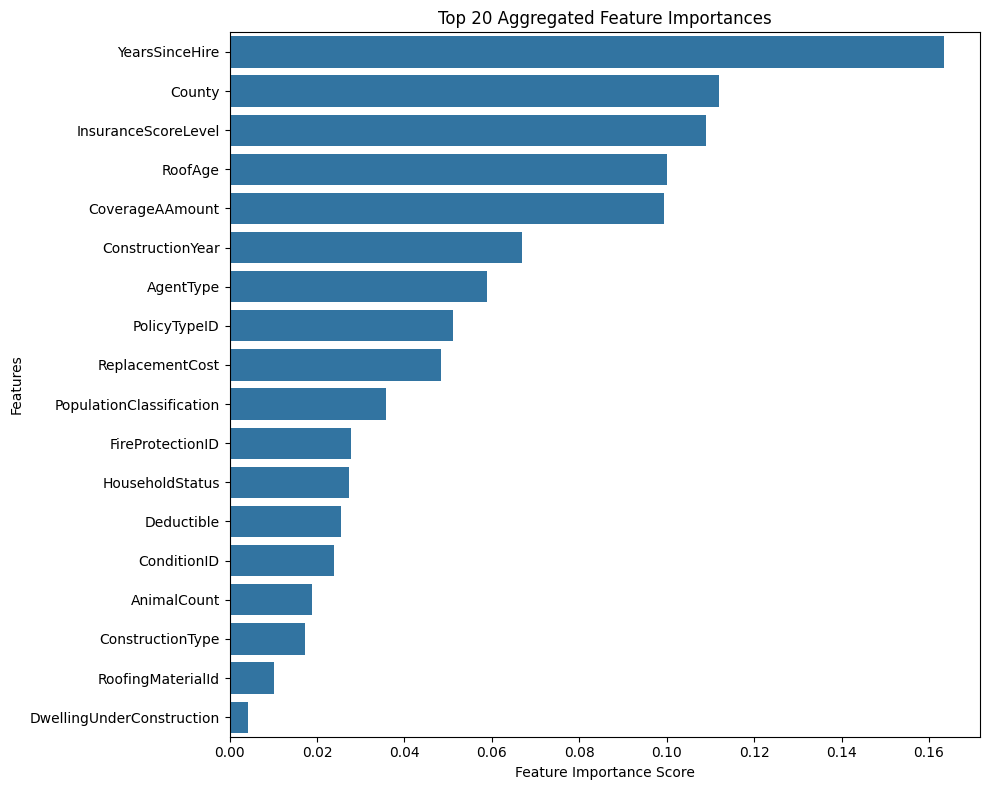 Top 20 Aggregated Feature Importances
Features
YearsSinceHire
County
InsuranceScoreLevel
RoofAge
CoverageAAmount
ConstructionYear
AgentType
PolicyTypeID
ReplacementCost
PopulationClassification
FireProtectionID
HouseholdStatus
Deductible
ConditionID
AnimalCount
ConstructionType
RoofingMaterialId
DwellingUnderConstruction
0.00 0.02 0.04 0.06 0.08 0.10 0.12 0.14 0.16
Feature Importance Score